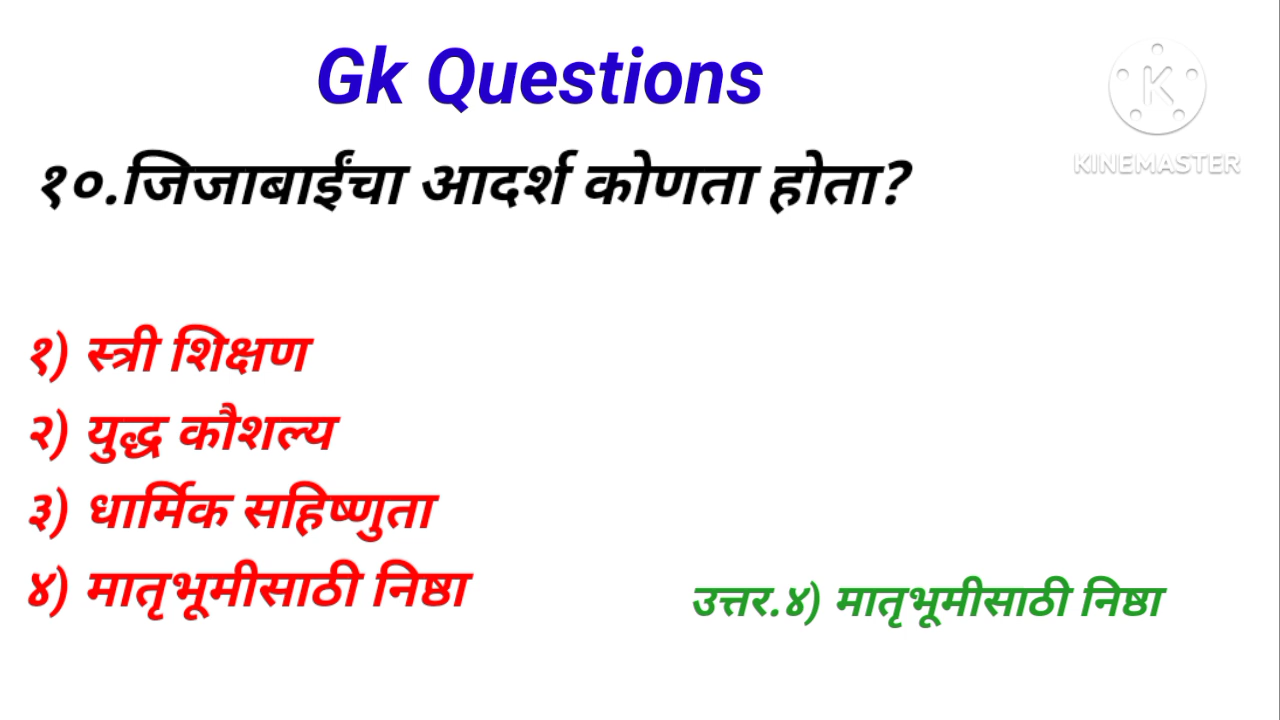 Gk Questions
KINEMASTER
१०.जिजाबाईंचा आदर्श कोणता होता?
१) स्त्री शिक्षण
२) युद्ध कौशल्य
३) धार्मिक सहिष्णुता
४) मातृभूमीसाठी निष्ठा
उत्तर.४) मातृभूमीसाठी निष्ठा